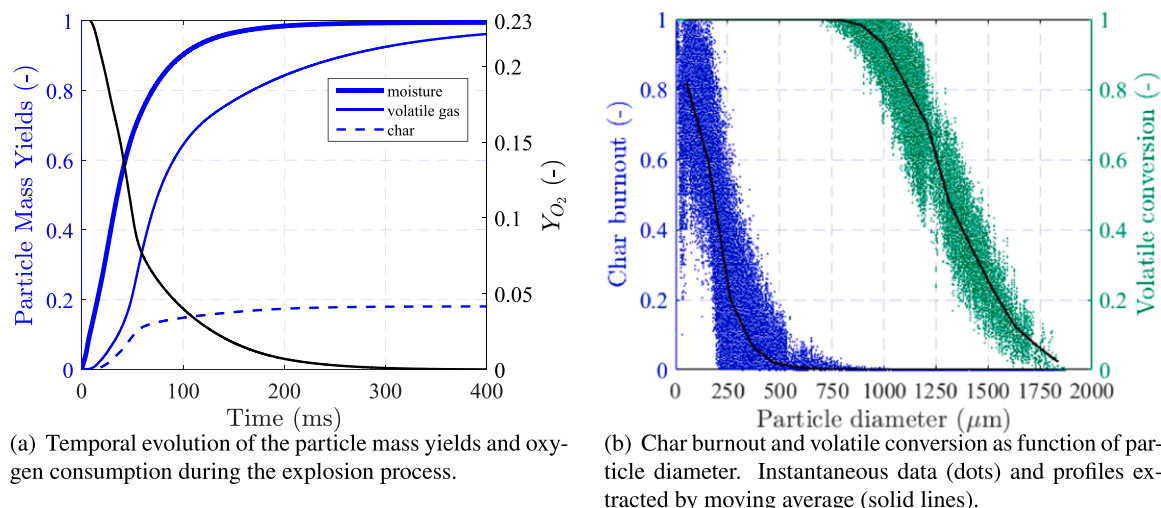 1
0.8
0.6
0.4
0.2
0
Particle Mass Yields (-)
0.23
0.2
0.15
0.1
0.05
0
Y_{O_2} (-)
moisture
volatile gas
char
0 100 200 300 400
Time (ms)
(a) Temporal evolution of the particle mass yields and oxy-
gen consumption during the explosion process.
1
0.8
0.6
0.4
0.2
0
Char burnout (-)
1
0.8
0.6
0.4
0.2
0
Volatile conversion (-)
0 250 500 750 1000 1250 1500 1750 2000
Particle diameter (μm)
(b) Char burnout and volatile conversion as function of par-
ticle diameter. Instantaneous data (dots) and profiles ex-
tracted by moving average (solid lines).